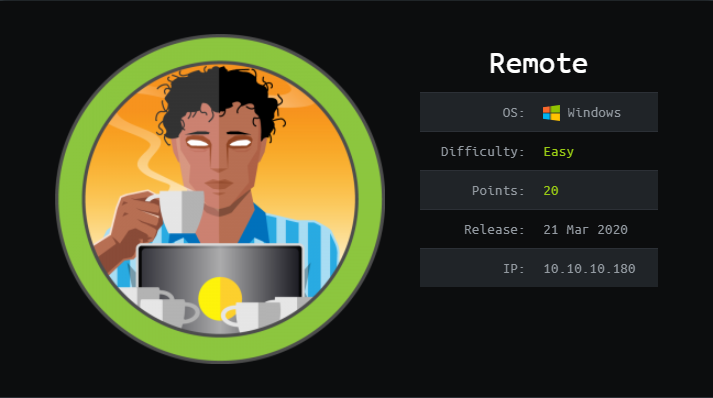 Remote
OS: Windows
Difficulty: Easy
Points: 20
Release: 21 Mar 2020
IP: 10.10.10.180